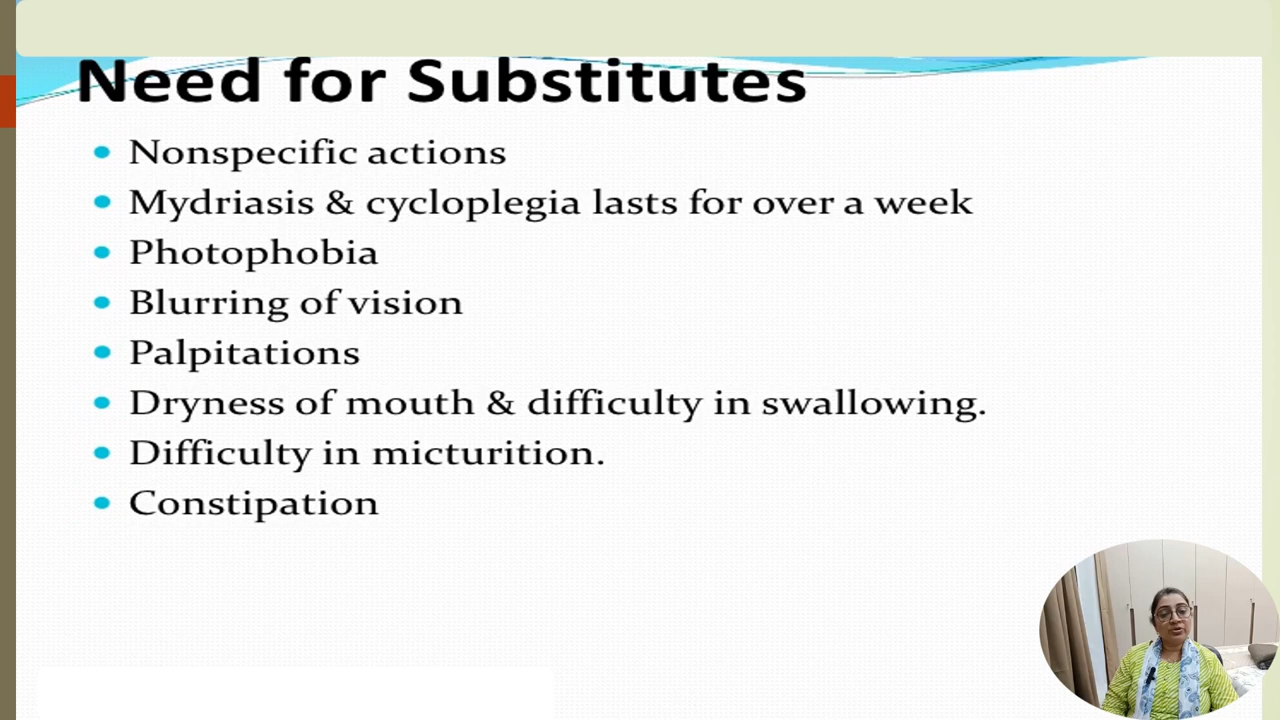 Need for Substitutes
Nonspecific actions
Mydriasis & cycloplegia lasts for over a week
Photophobia
Blurring of vision
Palpitations
Dryness of mouth & difficulty in swallowing.
Difficulty in micturition.
Constipation